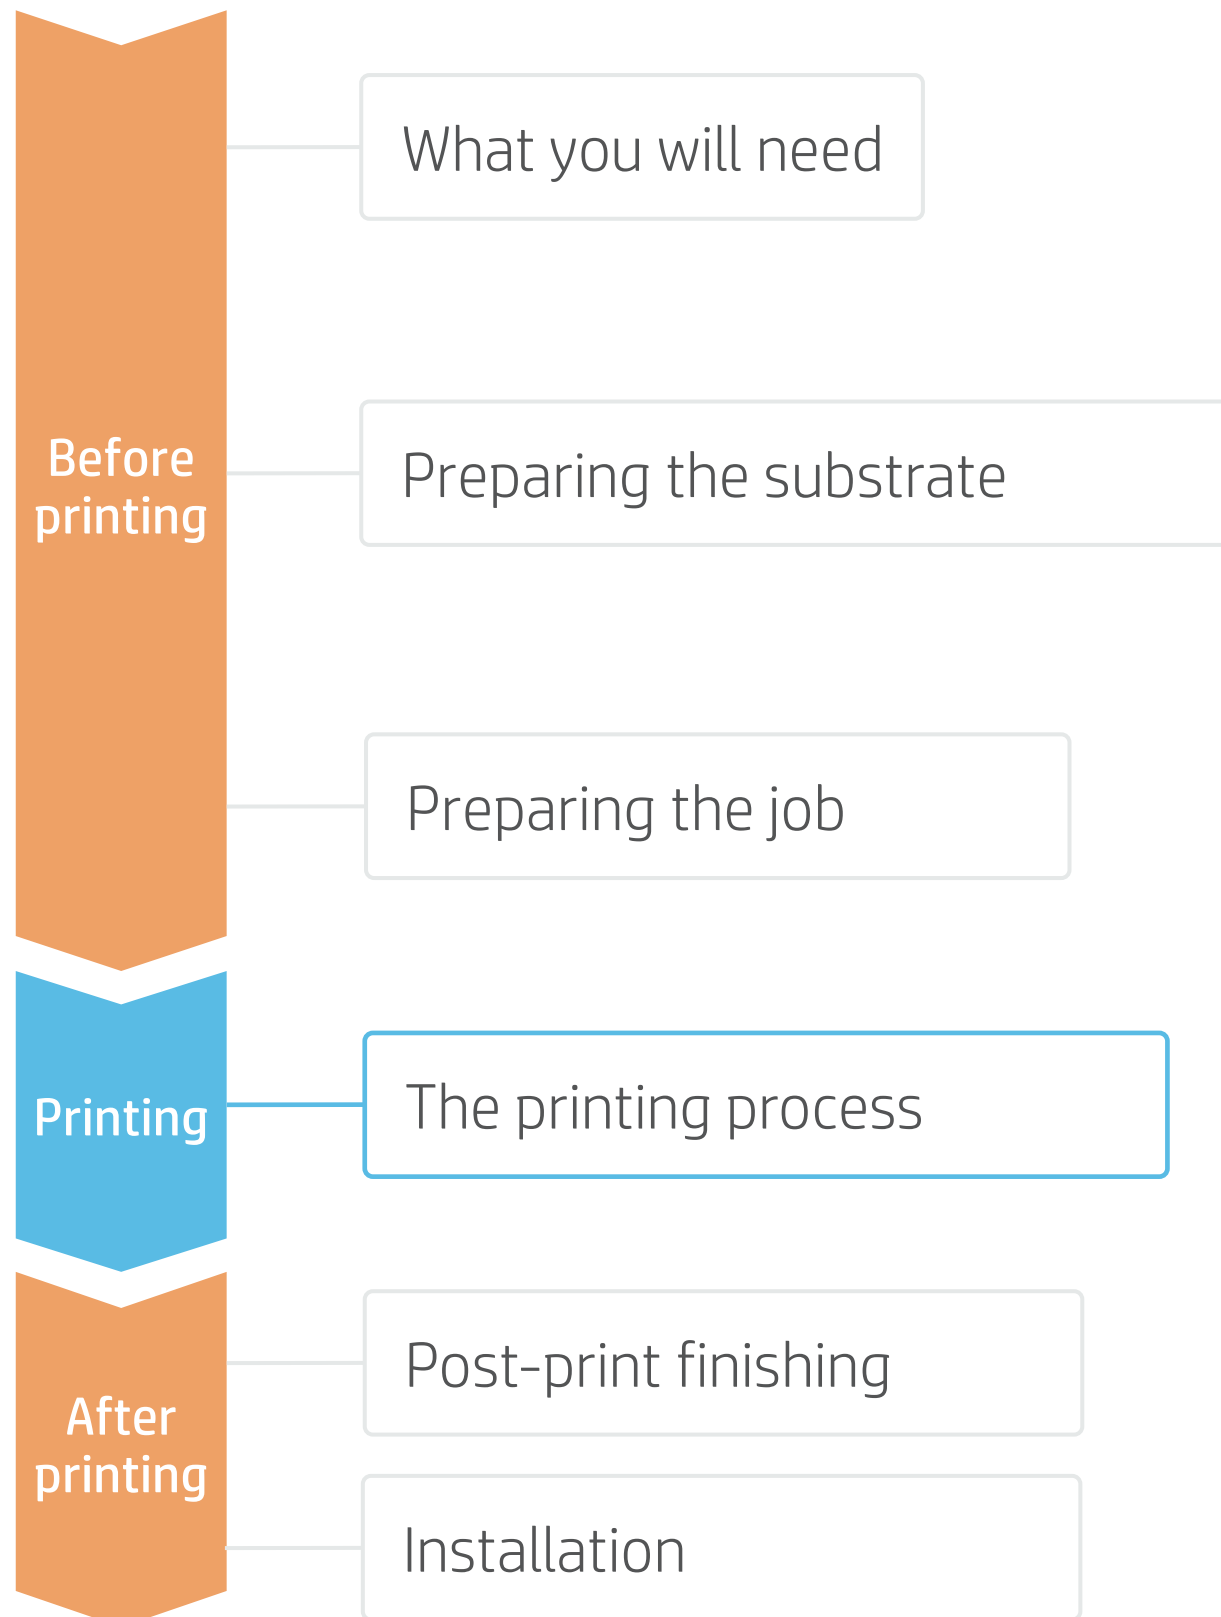 What you will need
Before
printing
Preparing the substrate
Preparing the job
Printing
The printing process
Post-print finishing
After
printing
Installation